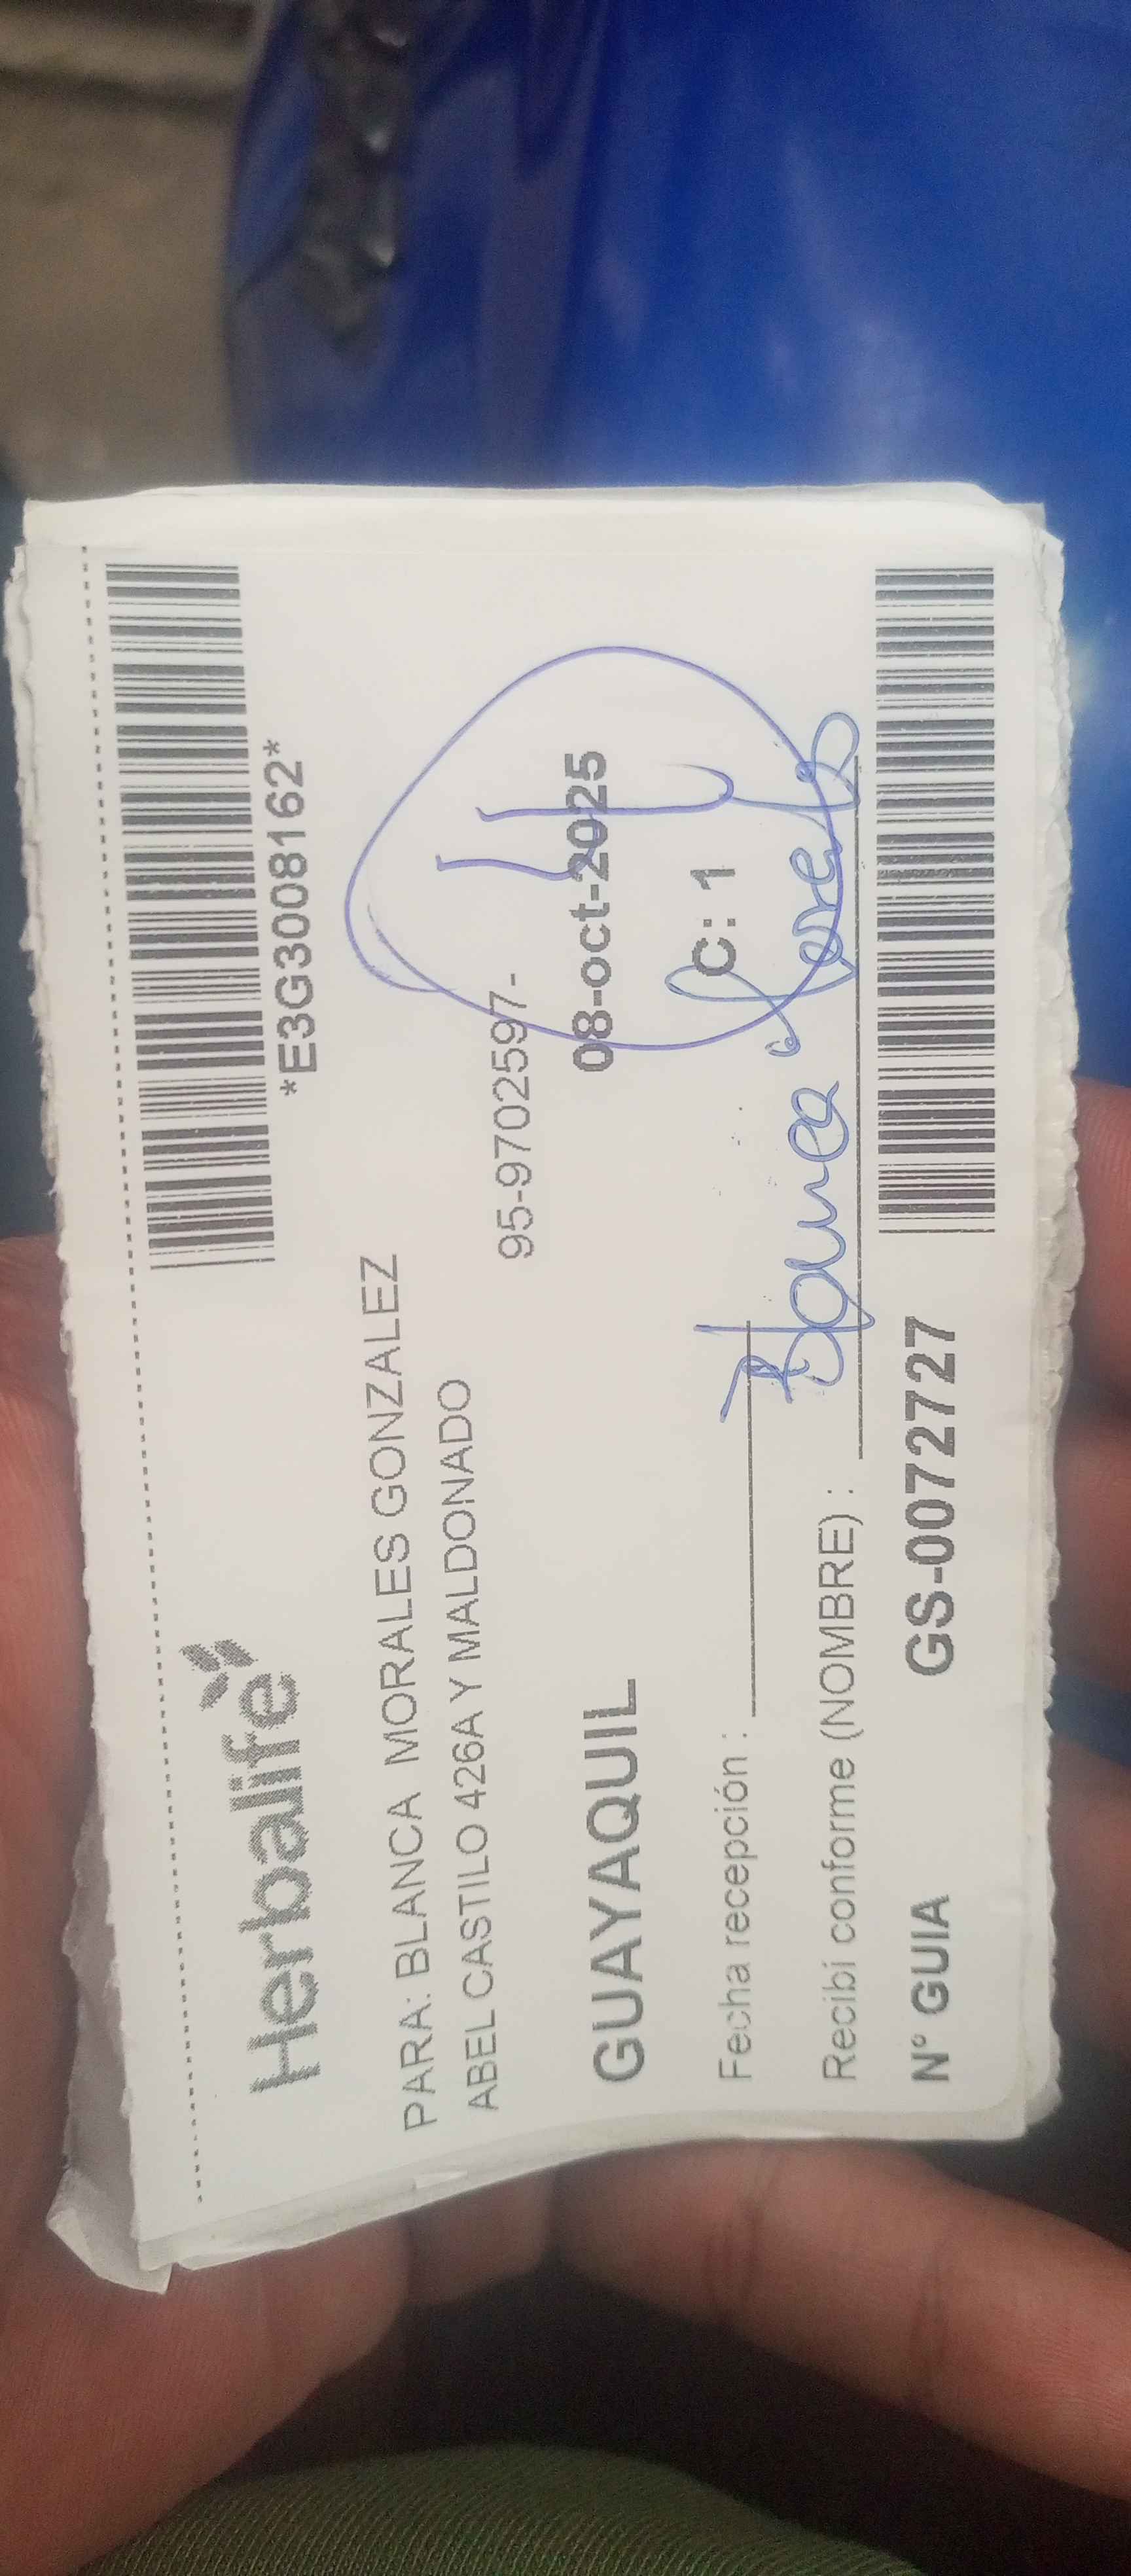 *E3G3008162*
Herbalife
PARA: BLANCA MORALES GONZALEZ
ABEL CASTILO 426A Y MALDONADO
95-9702597-
GUAYAQUIL
08-oct-2025
Fecha recepción :
C: 1
Recibí conforme (NOMBRE) :
N° GUIA GS-0072727